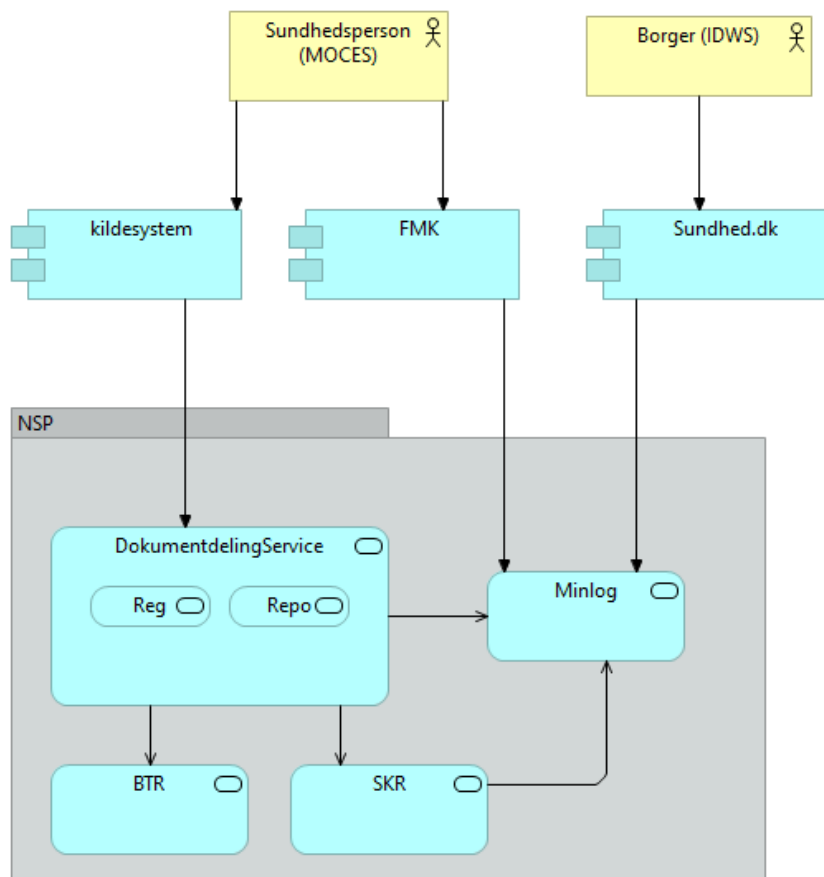 Sundhedsperson
(MOCES)
Borger (IDWS)
kildesystem
FMK
Sundhed.dk
NSP
DokumentdelingService
Reg
Repo
Minlog
BTR
SKR